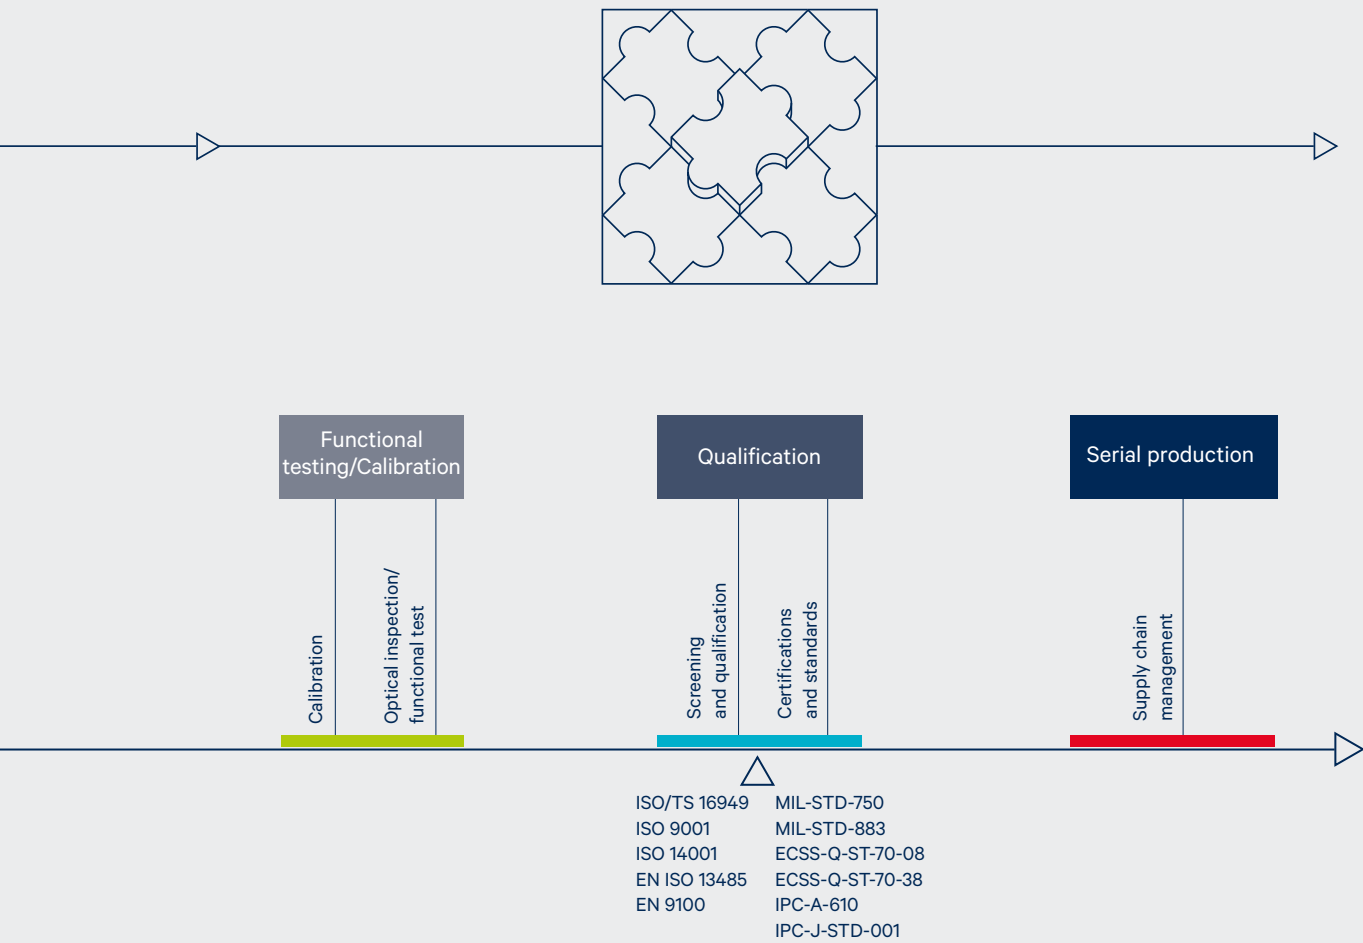 Functional
testing/Calibration
Qualification
Serial production
Calibration
Optical inspection/
functional test
Screening
and qualification
Certifications
and standards
Supply chain
management
ISO/TS 16949
ISO 9001
ISO 14001
EN ISO 13485
EN 9100
MIL-STD-750
MIL-STD-883
ECSS-Q-ST-70-08
ECSS-Q-ST-70-38
IPC-A-610
IPC-J-STD-001